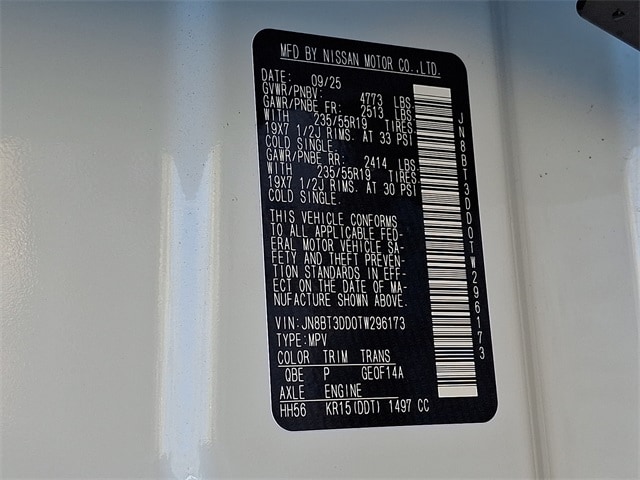 MFD BY NISSAN MOTOR CO.,LTD.
DATE: 09/25
GVWR/PNBV: 4773 LBS
GAWR/PNBE FR: 2513 LBS
WITH 235/55R19 TIRES
19X7 1/2J RIMS. AT 33 PSI
COLD SINGLE.
GAWR/PNBE RR: 2414 LBS
WITH 235/55R19 TIRES
19X7 1/2J RIMS. AT 30 PSI
COLD SINGLE.
THIS VEHICLE CONFORMS
TO ALL APPLICABLE FED-
ERAL MOTOR VEHICLE SA-
FETY AND THEFT PREVEN-
TION STANDARDS IN EFF-
ECT ON THE DATE OF MA-
NUFACTURE SHOWN ABOVE.
VIN:JN8BT3DD0TW296173
TYPE:MPV
COLOR TRIM TRANS
QBE P GE0F14A
AXLE ENGINE
HH56 KR15(DDT) 1497 CC
JN8BT3DD0TW296173